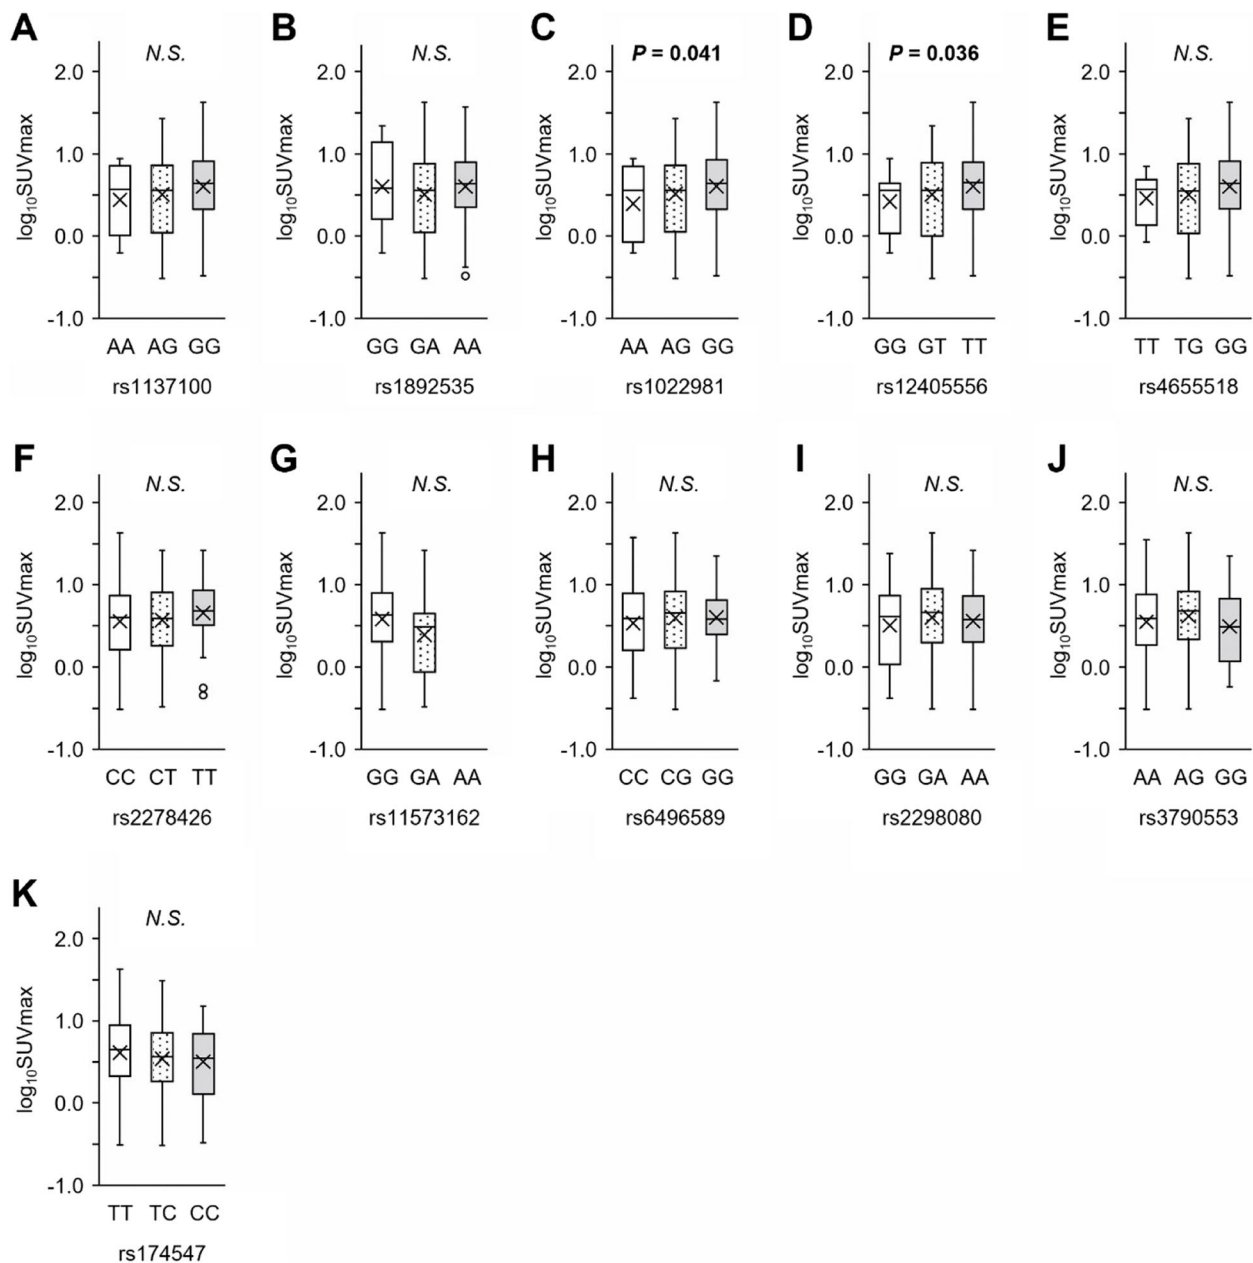 A B C D E
N.S. N.S. P = 0.041 P = 0.036 N.S.
2.0 2.0 2.0 2.0 2.0
1.0 1.0 1.0 1.0 1.0
log₁₀SUVmax log₁₀SUVmax log₁₀SUVmax log₁₀SUVmax log₁₀SUVmax
0.0 0.0 0.0 0.0 0.0
-1.0 -1.0 -1.0 -1.0 -1.0
AA AG GG GG GA AA AA AG GG GG GT TT TT TG GG
rs1137100 rs1892535 rs1022981 rs12405556 rs4655518
F G H I J
N.S. N.S. N.S. N.S. N.S.
2.0 2.0 2.0 2.0 2.0
1.0 1.0 1.0 1.0 1.0
log₁₀SUVmax log₁₀SUVmax log₁₀SUVmax log₁₀SUVmax log₁₀SUVmax
0.0 0.0 0.0 0.0 0.0
-1.0 -1.0 -1.0 -1.0 -1.0
CC CT TT GG GA AA CC CG GG GG GA AA AA AG GG
rs2278426 rs11573162 rs6496589 rs2298080 rs3790553
K
N.S.
2.0
1.0
log₁₀SUVmax
0.0
-1.0
TT TC CC
rs174547